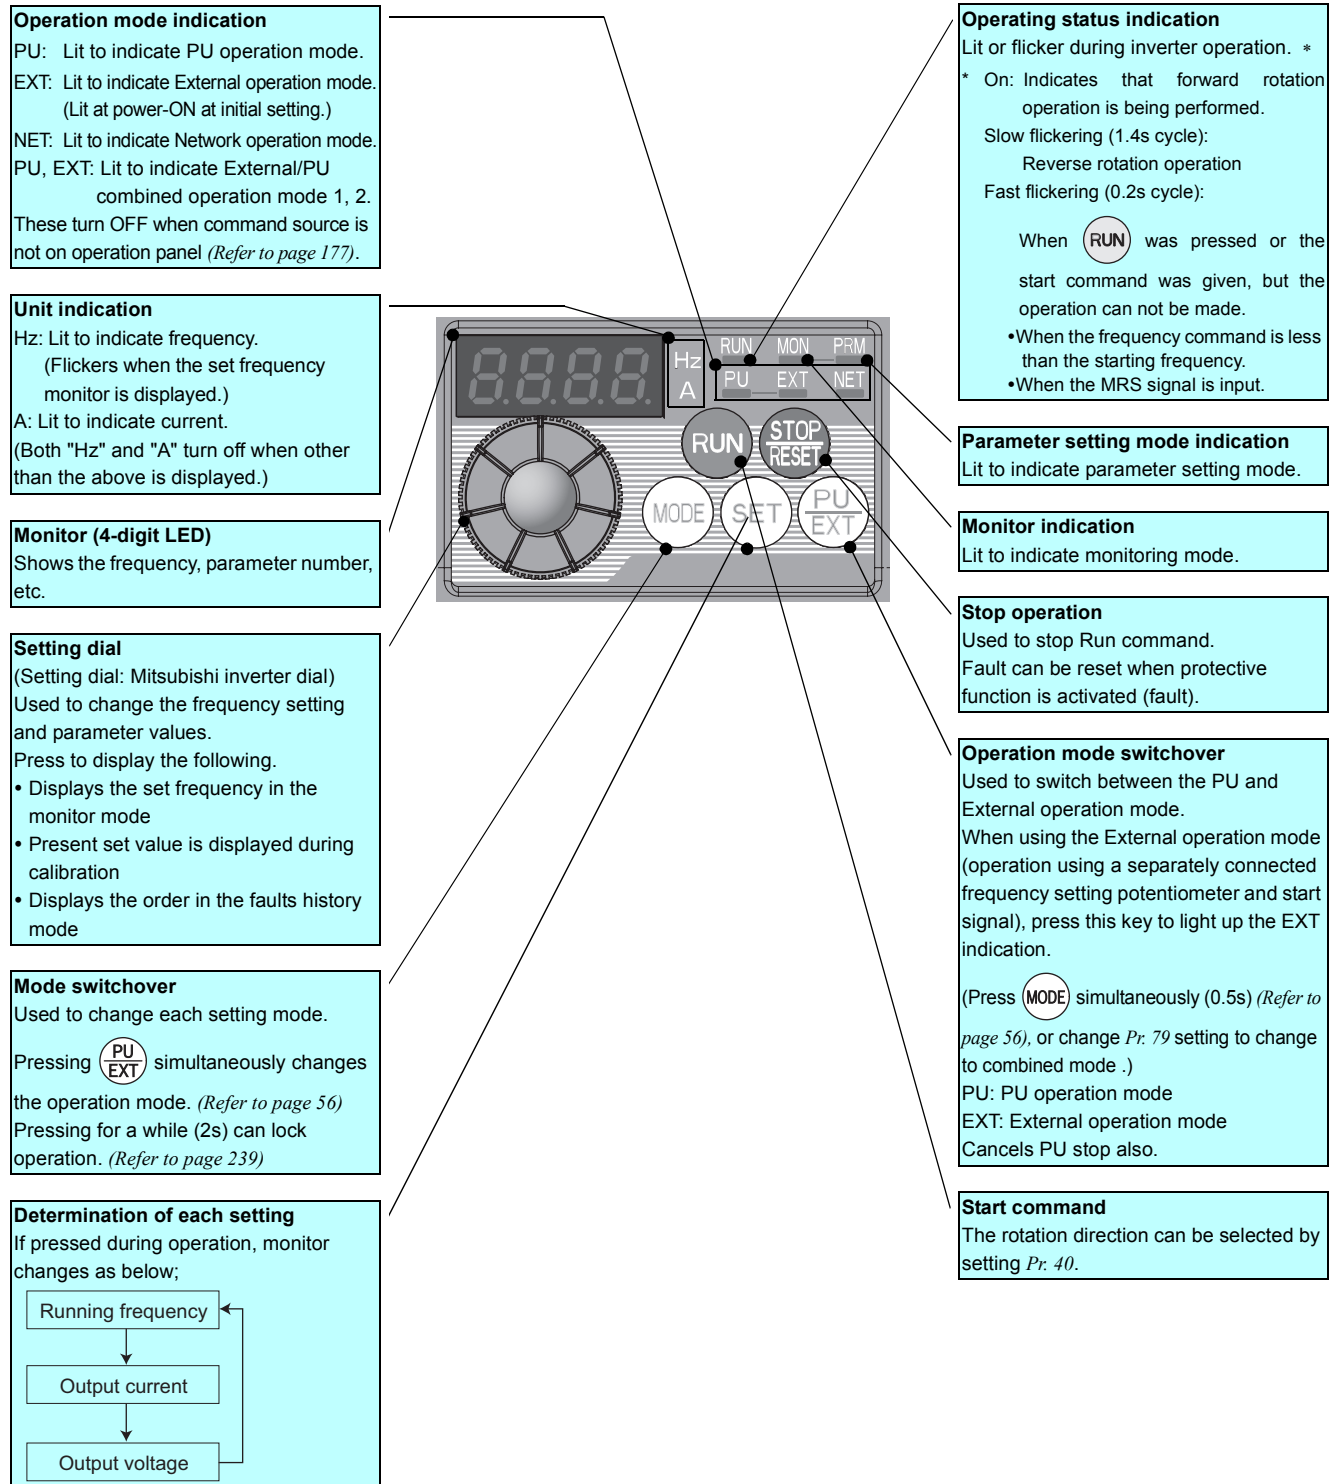 Operation mode indication
PU: Lit to indicate PU operation mode.
EXT: Lit to indicate External operation mode.
(Lit at power-ON at initial setting.)
NET: Lit to indicate Network operation mode.
PU, EXT: Lit to indicate External/PU
combined operation mode 1, 2.
These turn OFF when command source is
not on operation panel (Refer to page 177).
Unit indication
Hz: Lit to indicate frequency.
(Flickers when the set frequency
monitor is displayed.)
A: Lit to indicate current.
(Both "Hz" and "A" turn off when other
than the above is displayed.)
Monitor (4-digit LED)
Shows the frequency, parameter number,
etc.
Setting dial
(Setting dial: Mitsubishi inverter dial)
Used to change the frequency setting
and parameter values.
Press to display the following.
• Displays the set frequency in the
monitor mode
• Present set value is displayed during
calibration
• Displays the order in the faults history
mode
Mode switchover
Used to change each setting mode.
Pressing PU/EXT simultaneously changes
the operation mode. (Refer to page 56)
Pressing for a while (2s) can lock
operation. (Refer to page 239)
Determination of each setting
If pressed during operation, monitor
changes as below;
Running frequency
Output current
Output voltage
8.8.8.8.
Hz
A
RUN MON PRM
PU EXT NET
RUN
STOP
RESET
MODE
SET
PU
EXT
Operating status indication
Lit or flicker during inverter operation. *
* On: Indicates that forward rotation
operation is being performed.
Slow flickering (1.4s cycle):
Reverse rotation operation
Fast flickering (0.2s cycle):
When RUN was pressed or the
start command was given, but the
operation can not be made.
•When the frequency command is less
than the starting frequency.
•When the MRS signal is input.
Parameter setting mode indication
Lit to indicate parameter setting mode.
Monitor indication
Lit to indicate monitoring mode.
Stop operation
Used to stop Run command.
Fault can be reset when protective
function is activated (fault).
Operation mode switchover
Used to switch between the PU and
External operation mode.
When using the External operation mode
(operation using a separately connected
frequency setting potentiometer and start
signal), press this key to light up the EXT
indication.
(Press MODE simultaneously (0.5s) (Refer to
page 56), or change Pr. 79 setting to change
to combined mode .)
PU: PU operation mode
EXT: External operation mode
Cancels PU stop also.
Start command
The rotation direction can be selected by
setting Pr. 40.